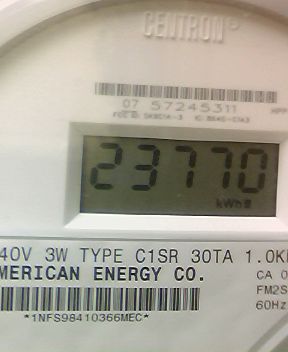 CENTRON®
07 57245311
23770
kWh
40V 3W TYPE C1SR 30TA 1.0K
MERICAN ENERGY CO.
CA 0
FM2S
60Hz
*1NFS98410366MEC*